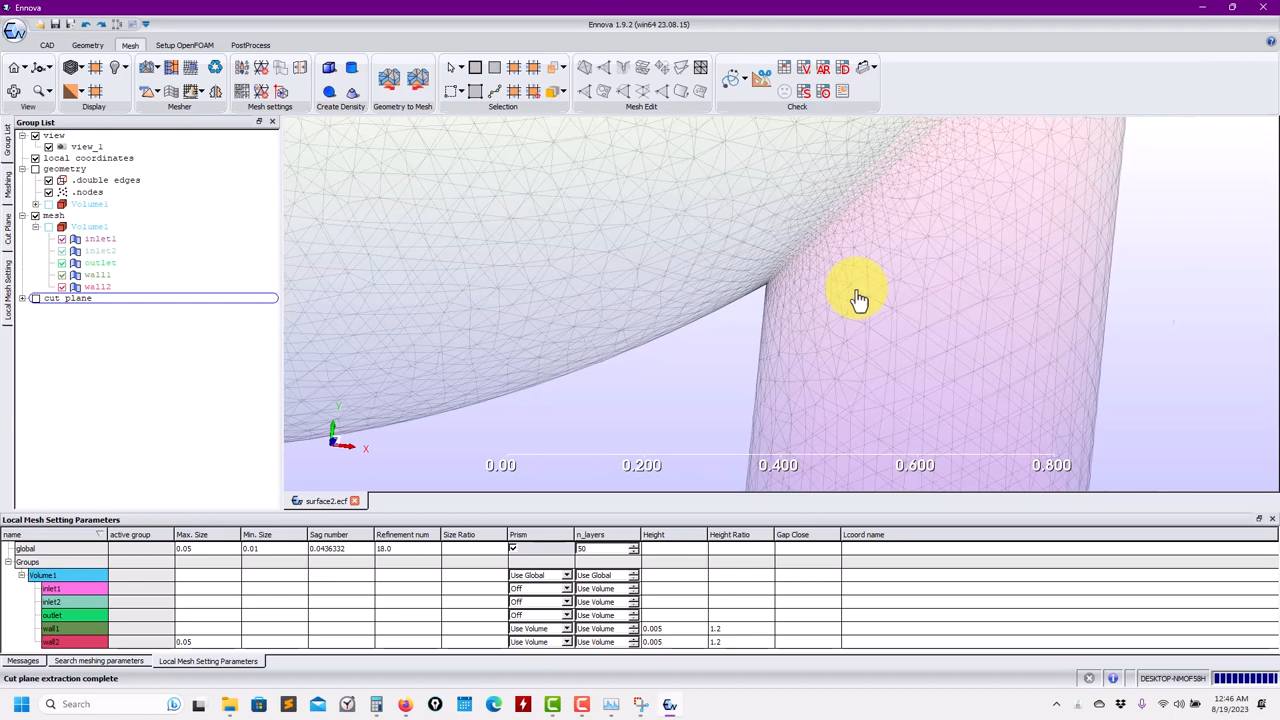 Ennova
Ennova 1.9.2 (win64 23.08.15)
CAD Geometry Mesh Setup OpenFOAM PostProcess
View Display Mesher Mesh settings Create Density Geometry to Mesh Selection Mesh Edit Check
Group List
view
view_1
local coordinates
geometry
.double edges
.nodes
Volume1
mesh
Volume1
inlet1
inlet2
outlet
wall1
wall2
cut plane
Group List
Meshing
Cut Plane
Local Mesh Setting
Y
Z
X
0.00 0.200 0.400 0.600 0.800
surface2.ecf
Local Mesh Setting Parameters
name active group Max. Size Min. Size Sag number Refinement num Size Ratio Prism n_layers Height Height Ratio Gap Close Lcoord name
global 0.05 0.01 0.0436332 18.0 50
Groups
Volume1 Use Global Use Global
inlet1 Off Use Volume
inlet2 Off Use Volume
outlet Off Use Volume
wall1 Use Volume Use Volume 0.005 1.2
wall2 0.05 Use Volume Use Volume 0.005 1.2
Messages Search meshing parameters Local Mesh Setting Parameters
Cut plane extraction complete
DESKTOP-NMOF58H
Search
12:46 AM
8/19/2023